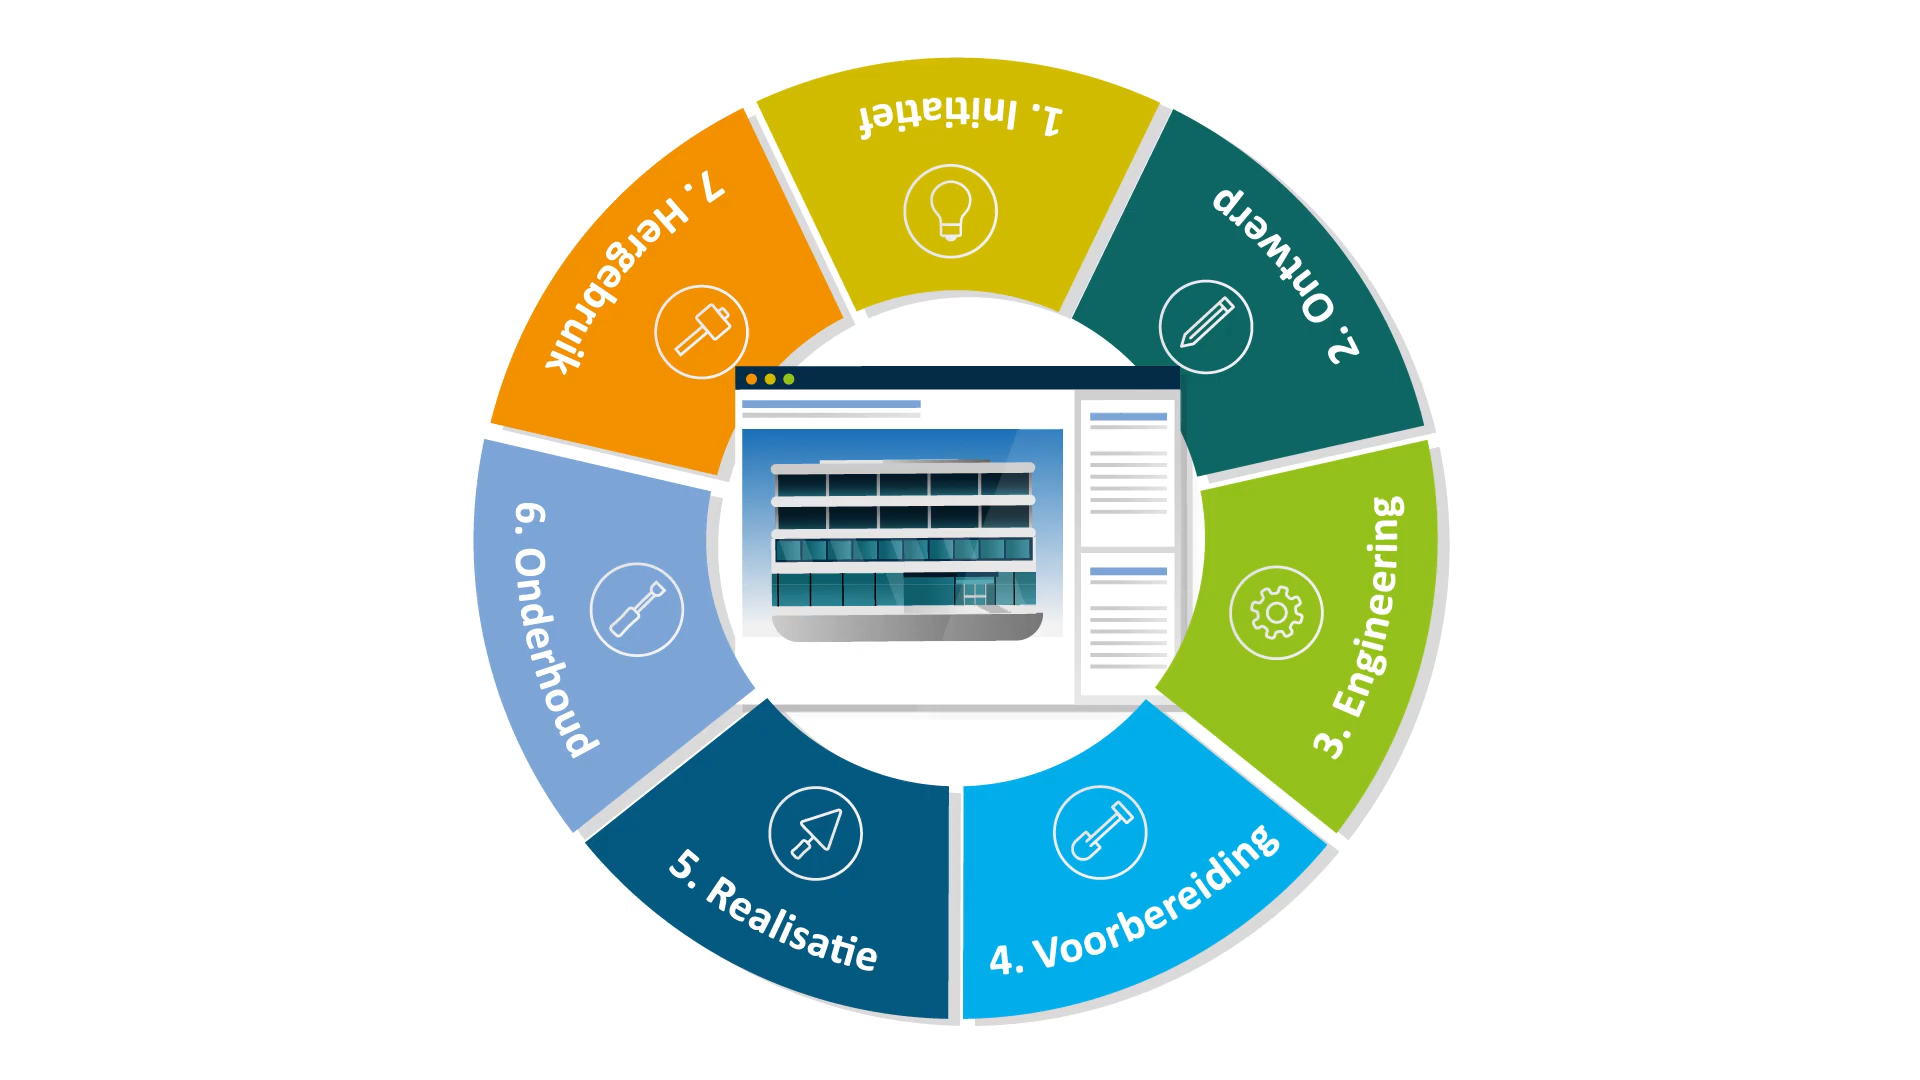 1. Initiatief
2. Ontwerp
3. Engineering
4. Voorbereiding
5. Realisatie
6. Onderhoud
7. Hergebruik